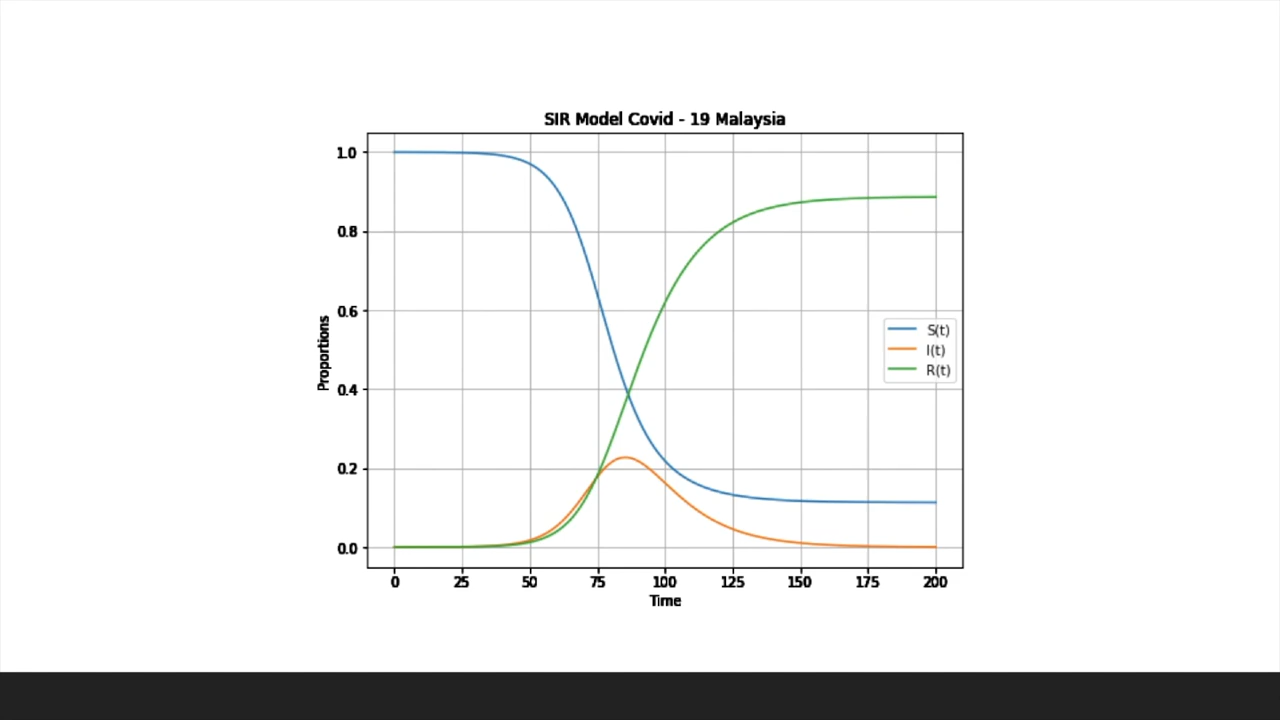 SIR Model Covid - 19 Malaysia
1.0
0.8
0.6
0.4
0.2
0.0
Proportions
S(t)
I(t)
R(t)
0 25 50 75 100 125 150 175 200
Time